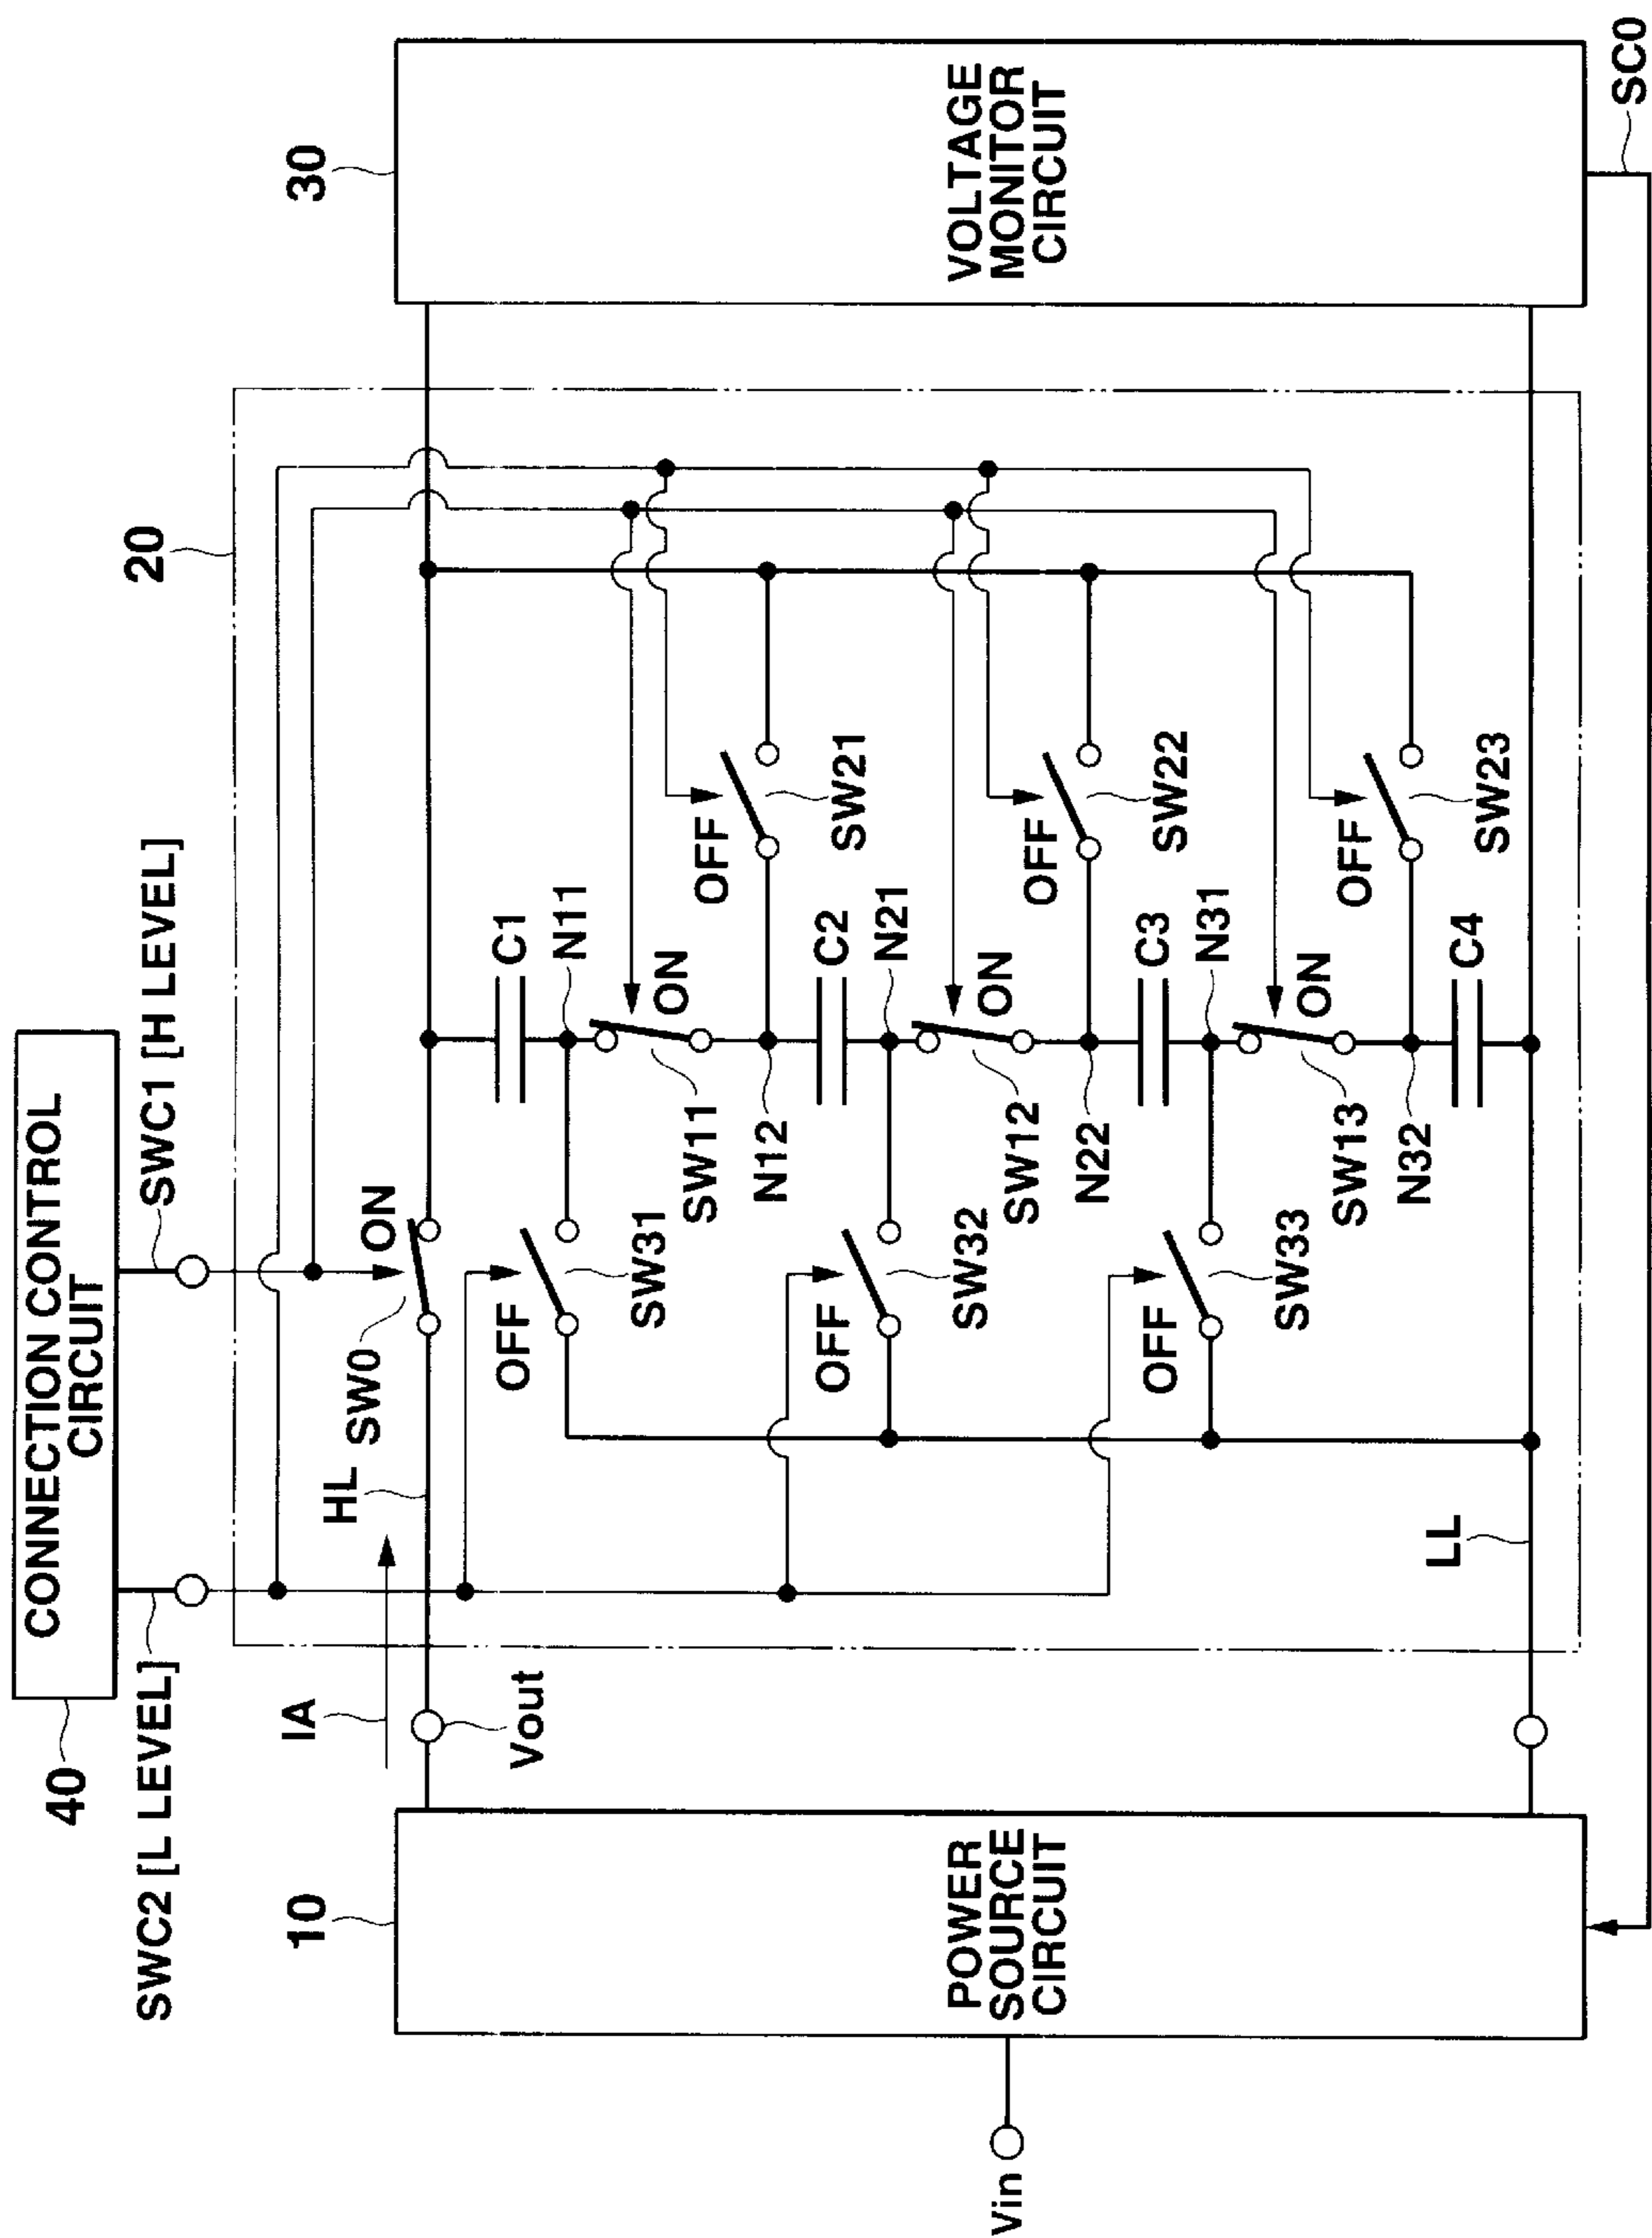 40
CONNECTION CONTROL
CIRCUIT
SWC2 [L LEVEL]
SWC1 [H LEVEL]
20
10
IA
HL
SW0
ON
30
Vout
C1
N11
OFF
SW31
SW11
ON
OFF
SW21
N12
C2
N21
OFF
SW32
SW12
ON
OFF
SW22
N22
C3
N31
OFF
SW33
SW13
ON
OFF
SW23
N32
C4
LL
Vin
POWER
SOURCE
CIRCUIT
VOLTAGE
MONITOR
CIRCUIT
SC0